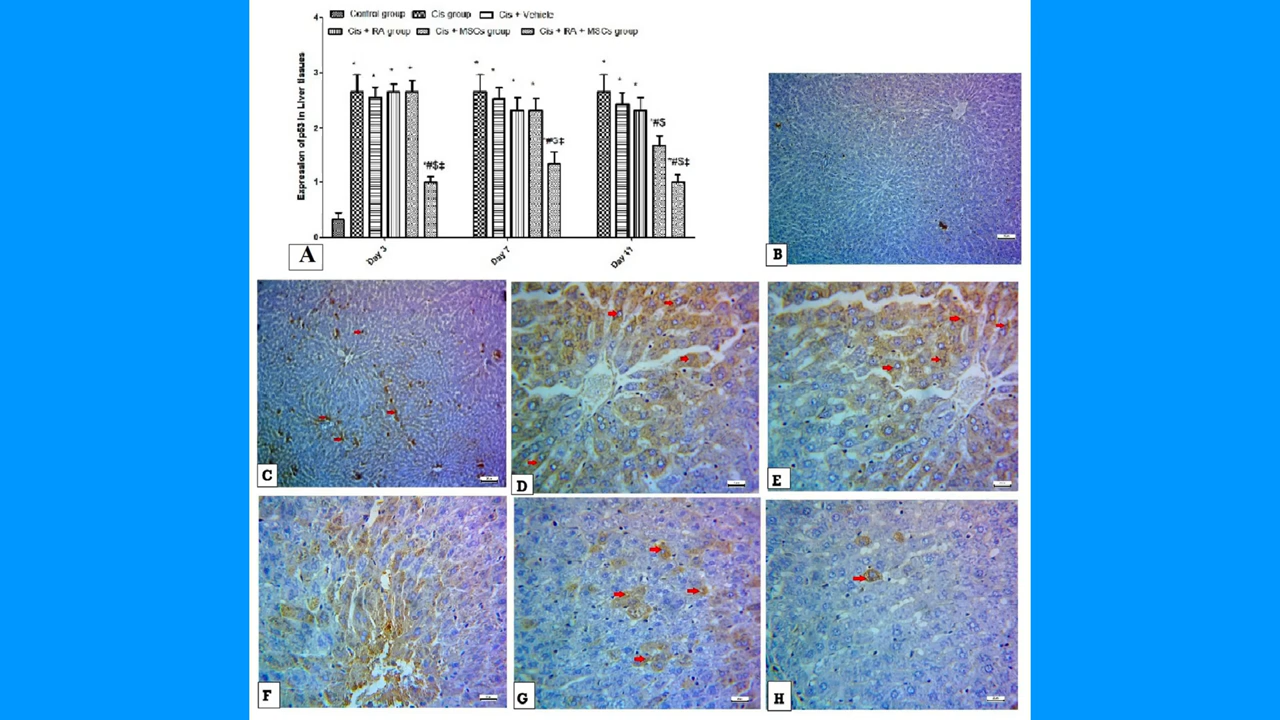 4
Control group Cis group Cis + Vehicle
Cis + RA group Cis + MSCs group Cis + RA + MSCs group
Expression of p53 in Liver tissues
3
2
1
0
* * * *
*#$‡
* * * *
*#$‡
* * *
*#$
*#$‡
Day 3 Day 7
A
B
C
D
E
F
G
H